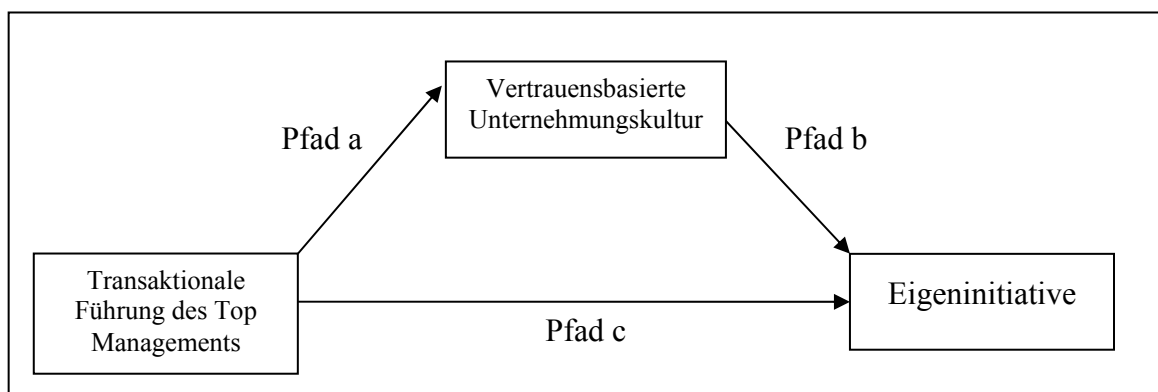 Vertrauensbasierte
Unternehmungskultur
Pfad a
Pfad b
Transaktionale
Führung des Top
Managements
Eigeninitiative
Pfad c